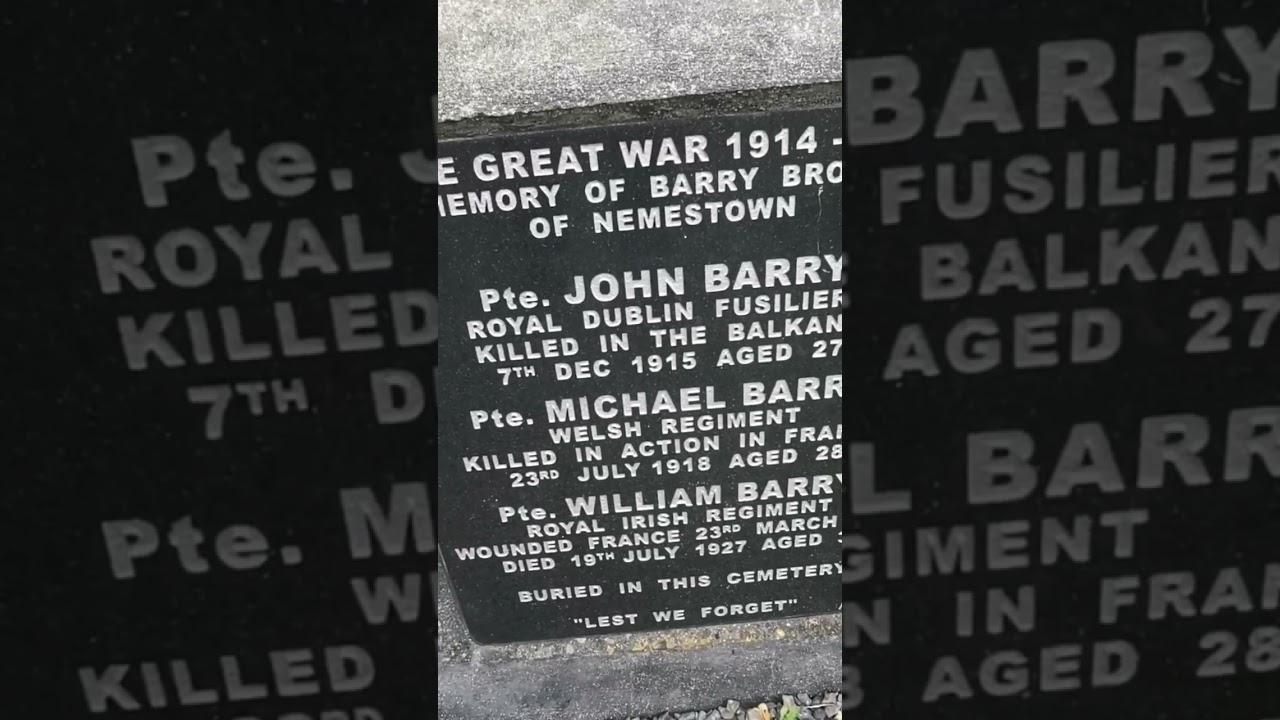 E GREAT WAR 1914 -
MEMORY OF BARRY BRO
OF NEMESTOWN
Pte. JOHN BARRY
ROYAL DUBLIN FUSILIER
KILLED IN THE BALKAN
7TH DEC 1915 AGED 27
Pte. MICHAEL BARR
WELSH REGIMENT
KILLED IN ACTION IN FRAN
23RD JULY 1918 AGED 28
Pte. WILLIAM BARRY
ROYAL IRISH REGIMENT
WOUNDED FRANCE 23RD MARCH
DIED 19TH JULY 1927 AGED
BURIED IN THIS CEMETERY
"LEST WE FORGET"